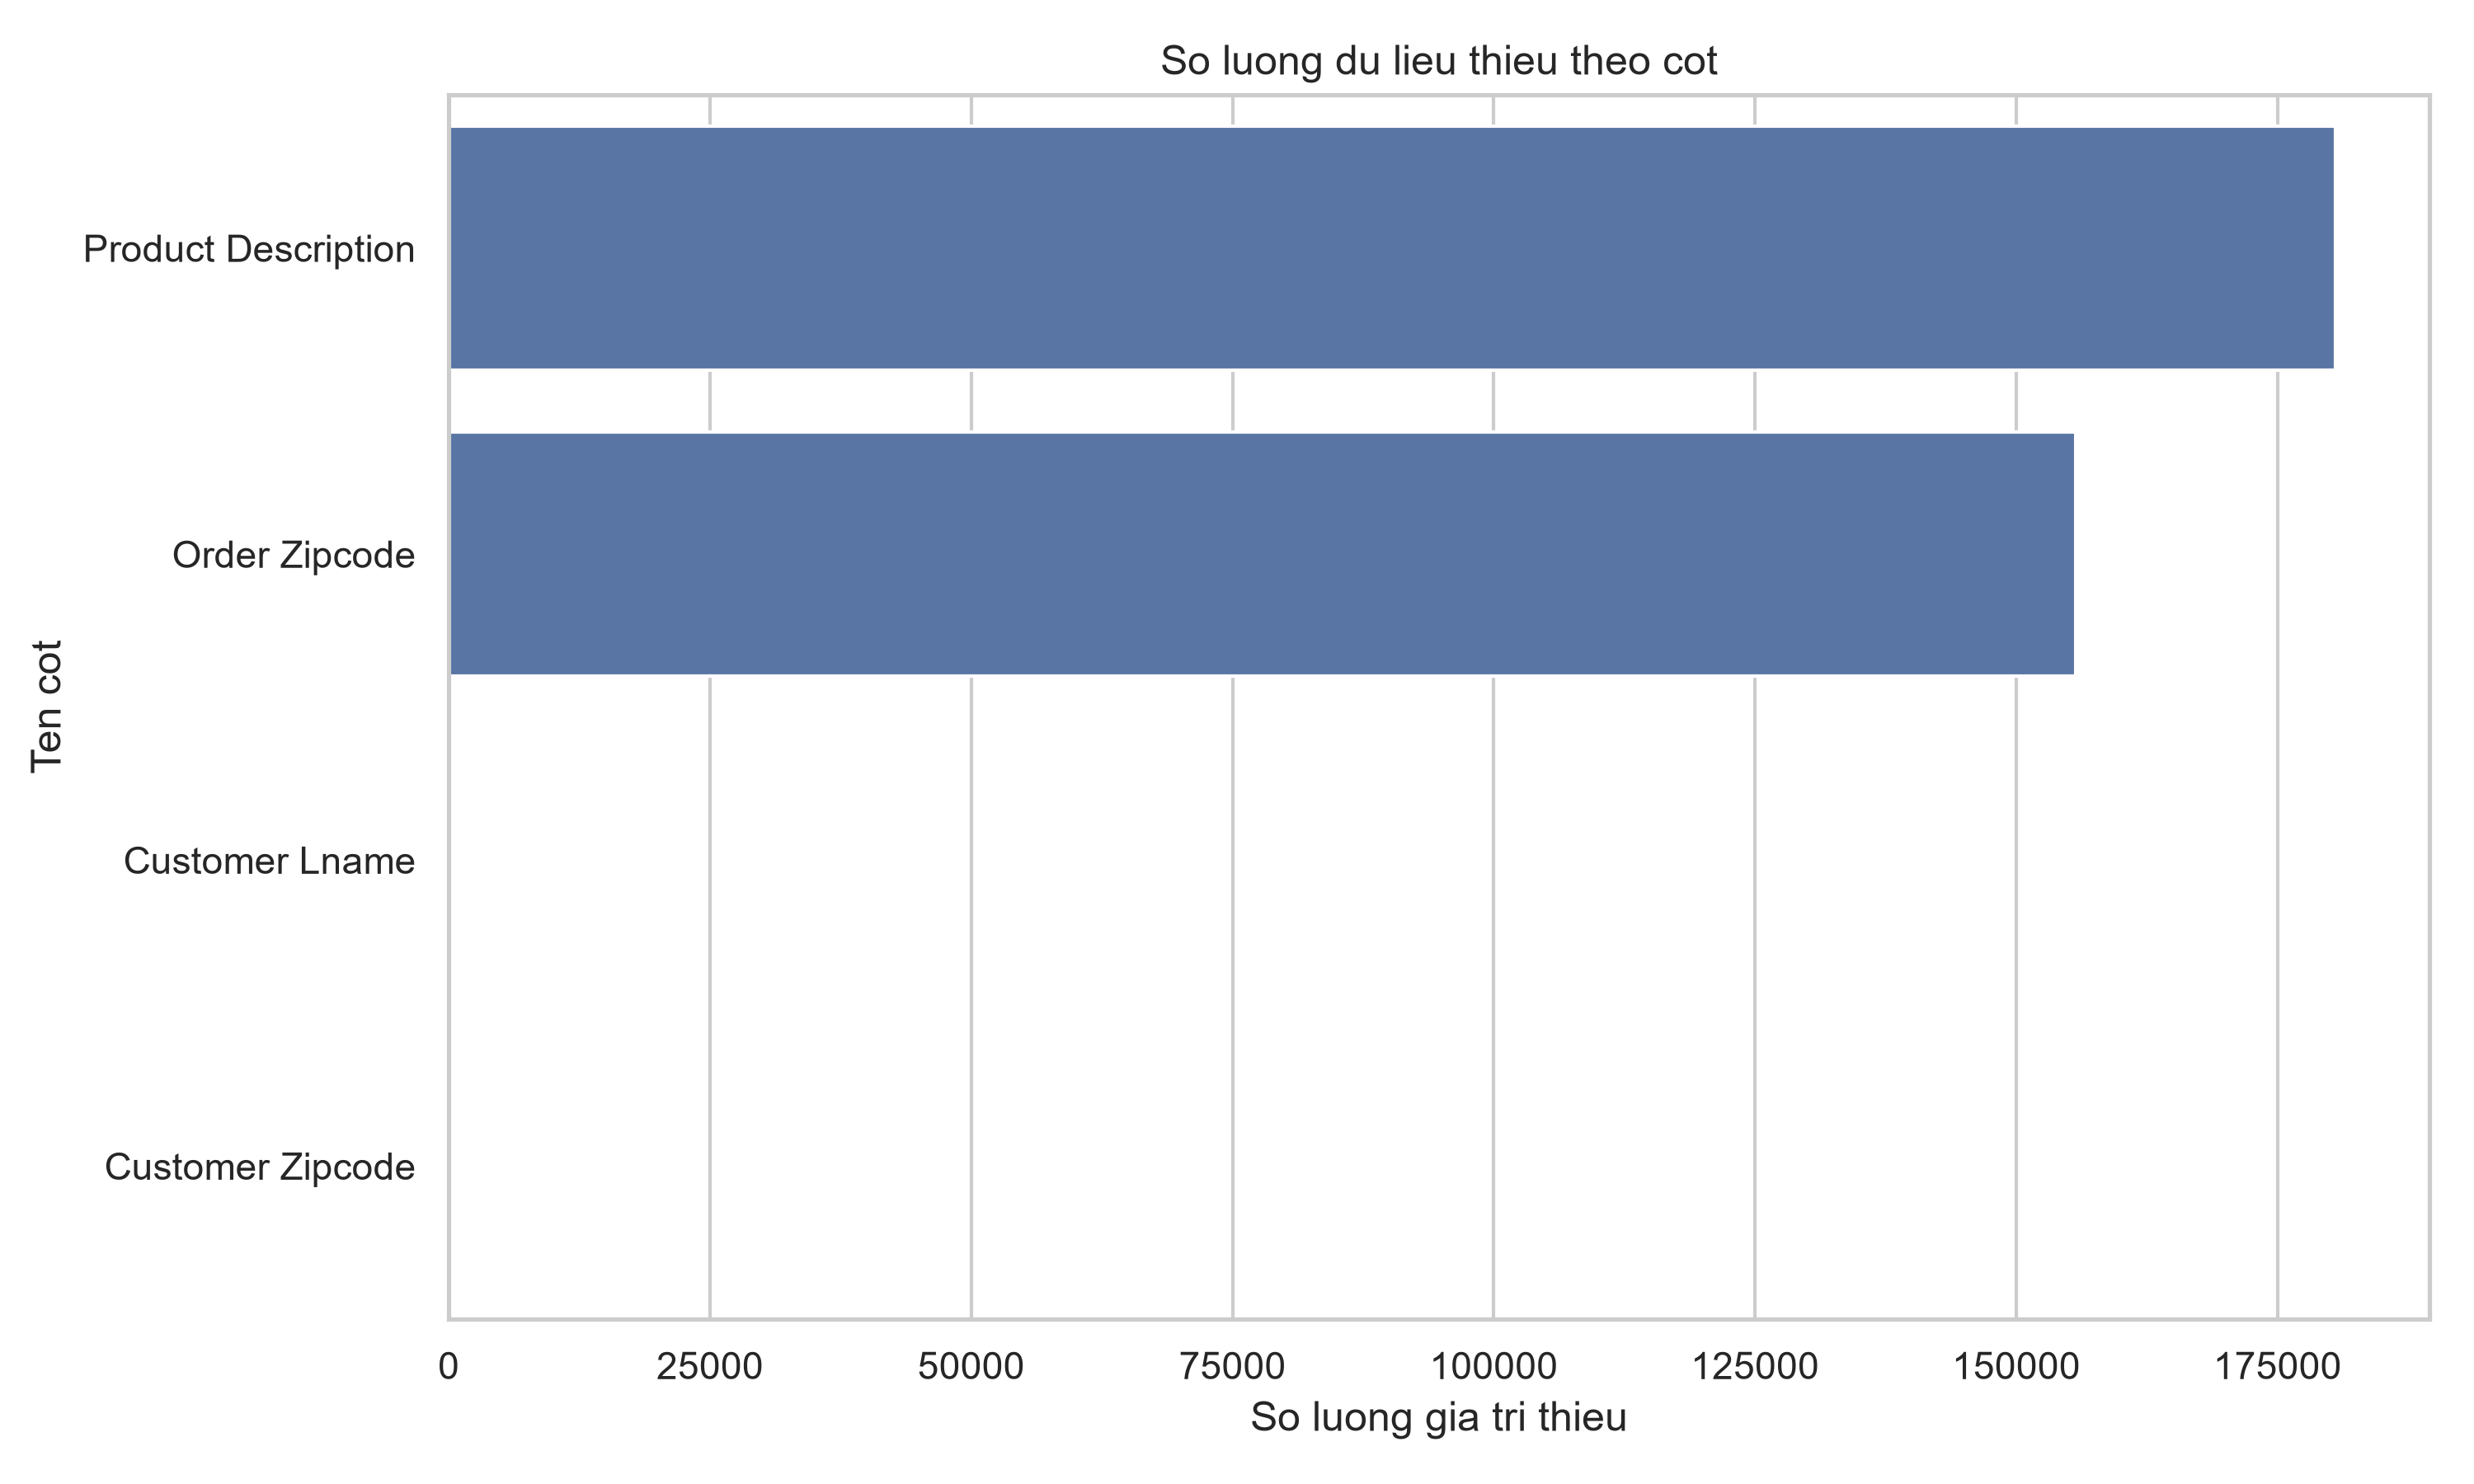 So luong du lieu thieu theo cot
Product Description
Order Zipcode
Ten cot
Customer Lname
Customer Zipcode
0 25000 50000 75000 100000 125000 150000 175000
So luong gia tri thieu